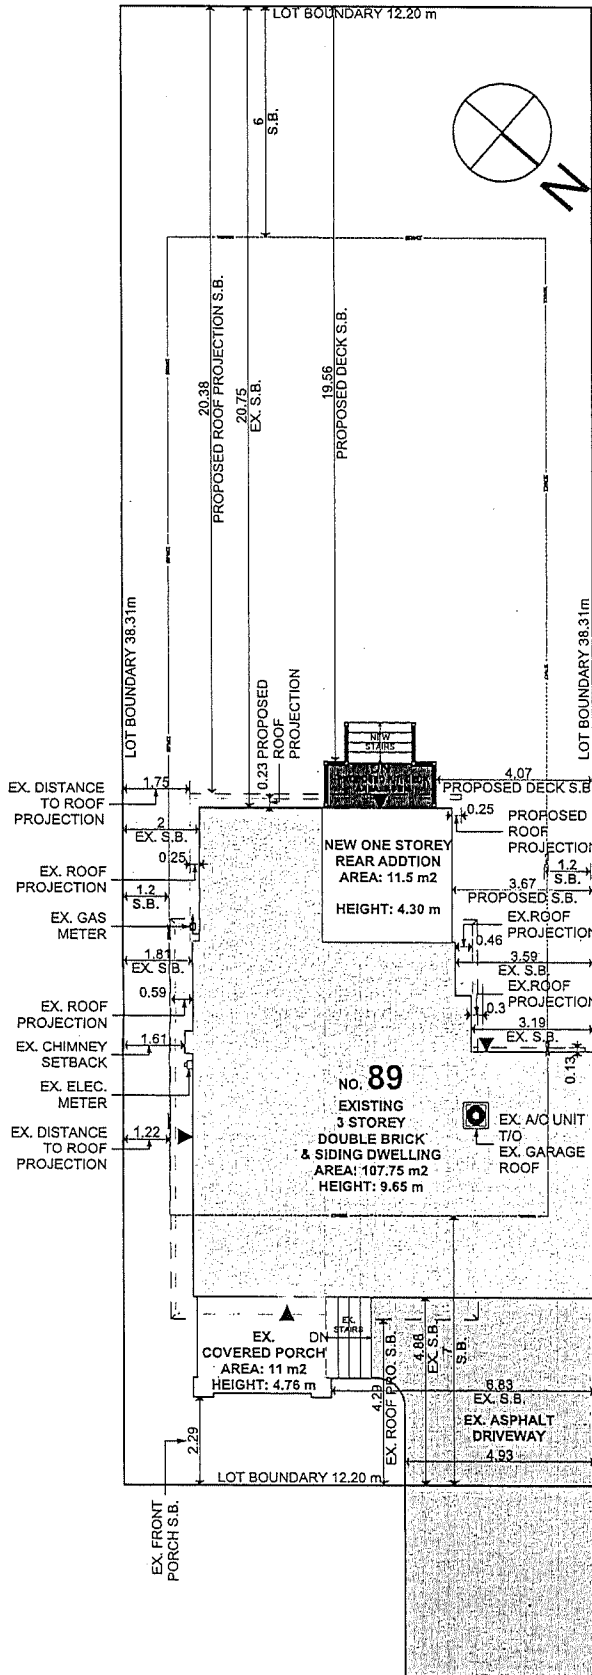 LOT BOUNDARY 12.20 m
6
S.B.
N
20.38
PROPOSED ROOF PROJECTION S.B.
20.75
EX. S.B.
19.56
PROPOSED DECK S.B.
LOT BOUNDARY 38.31m
LOT BOUNDARY 38.31m
0.23 PROPOSED
ROOF
PROJECTION
NEW
STAIRS
1.75
EX. DISTANCE
TO ROOF
PROJECTION
4.07
PROPOSED DECK S.B
2
EX. S.B.
0.25
PROPOSED
ROOF
PROJECTION
0.25
EX. ROOF
PROJECTION
NEW ONE STOREY
REAR ADDTION
AREA: 11.5 m2
HEIGHT: 4.30 m
1.2
S.B.
3.67
PROPOSED S.B.
1.2
S.B.
EX. GAS
METER
EX.ROOF
PROJECTION
0.46
1.81
EX. S.B.
3.59
EX. S.B.
0.59
EX. ROOF
PROJECTION
EX.ROOF
PROJECTION
0.3
3.19
EX. S.B.
1.61
EX. CHIMNEY
SETBACK
0.13
EX. ELEC.
METER
NO. 89
EXISTING
3 STOREY
DOUBLE BRICK
& SIDING DWELLING
AREA: 107.75 m2
HEIGHT: 9.65 m
EX. A/C UNIT
T/O
EX. GARAGE
ROOF
EX. DISTANCE
TO ROOF
PROJECTION
1.22
EX.
COVERED PORCH
AREA: 11 m2
HEIGHT: 4.76 m
DN
EX.
STAIRS
4.29
EX. ROOF PRO. S.B.
4.88
EX. S.B.
7
S.B.
6.83
EX. S.B.
EX. ASPHALT
DRIVEWAY
4.93
2.29
LOT BOUNDARY 12.20 m
EX. FRONT
PORCH S.B.